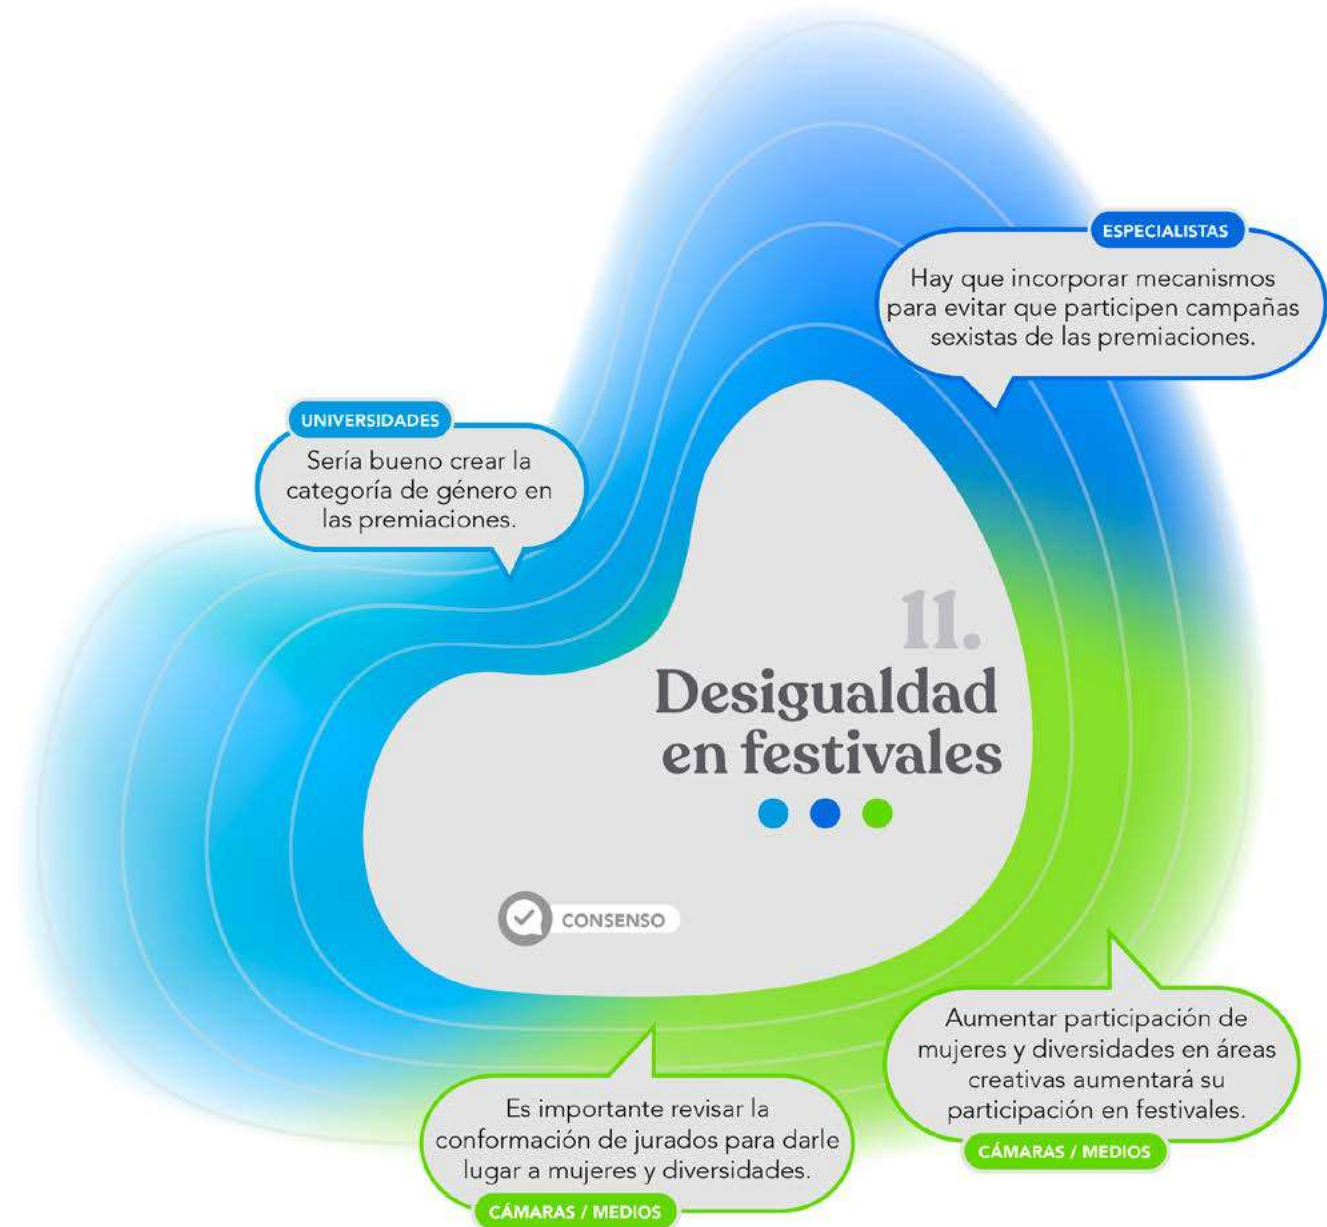 ESPECIALISTAS
Hay que incorporar mecanismos
para evitar que participen campañas
sexistas de las premiaciones.
UNIVERSIDADES
Sería bueno crear la
categoría de género en
las premiaciones.
11.
Desigualdad
en festivales
CONSENSO
Aumentar participación de
mujeres y diversidades en áreas
creativas aumentará su
participación en festivales.
CÁMARAS / MEDIOS
Es importante revisar la
conformación de jurados para darle
lugar a mujeres y diversidades.
CÁMARAS / MEDIOS